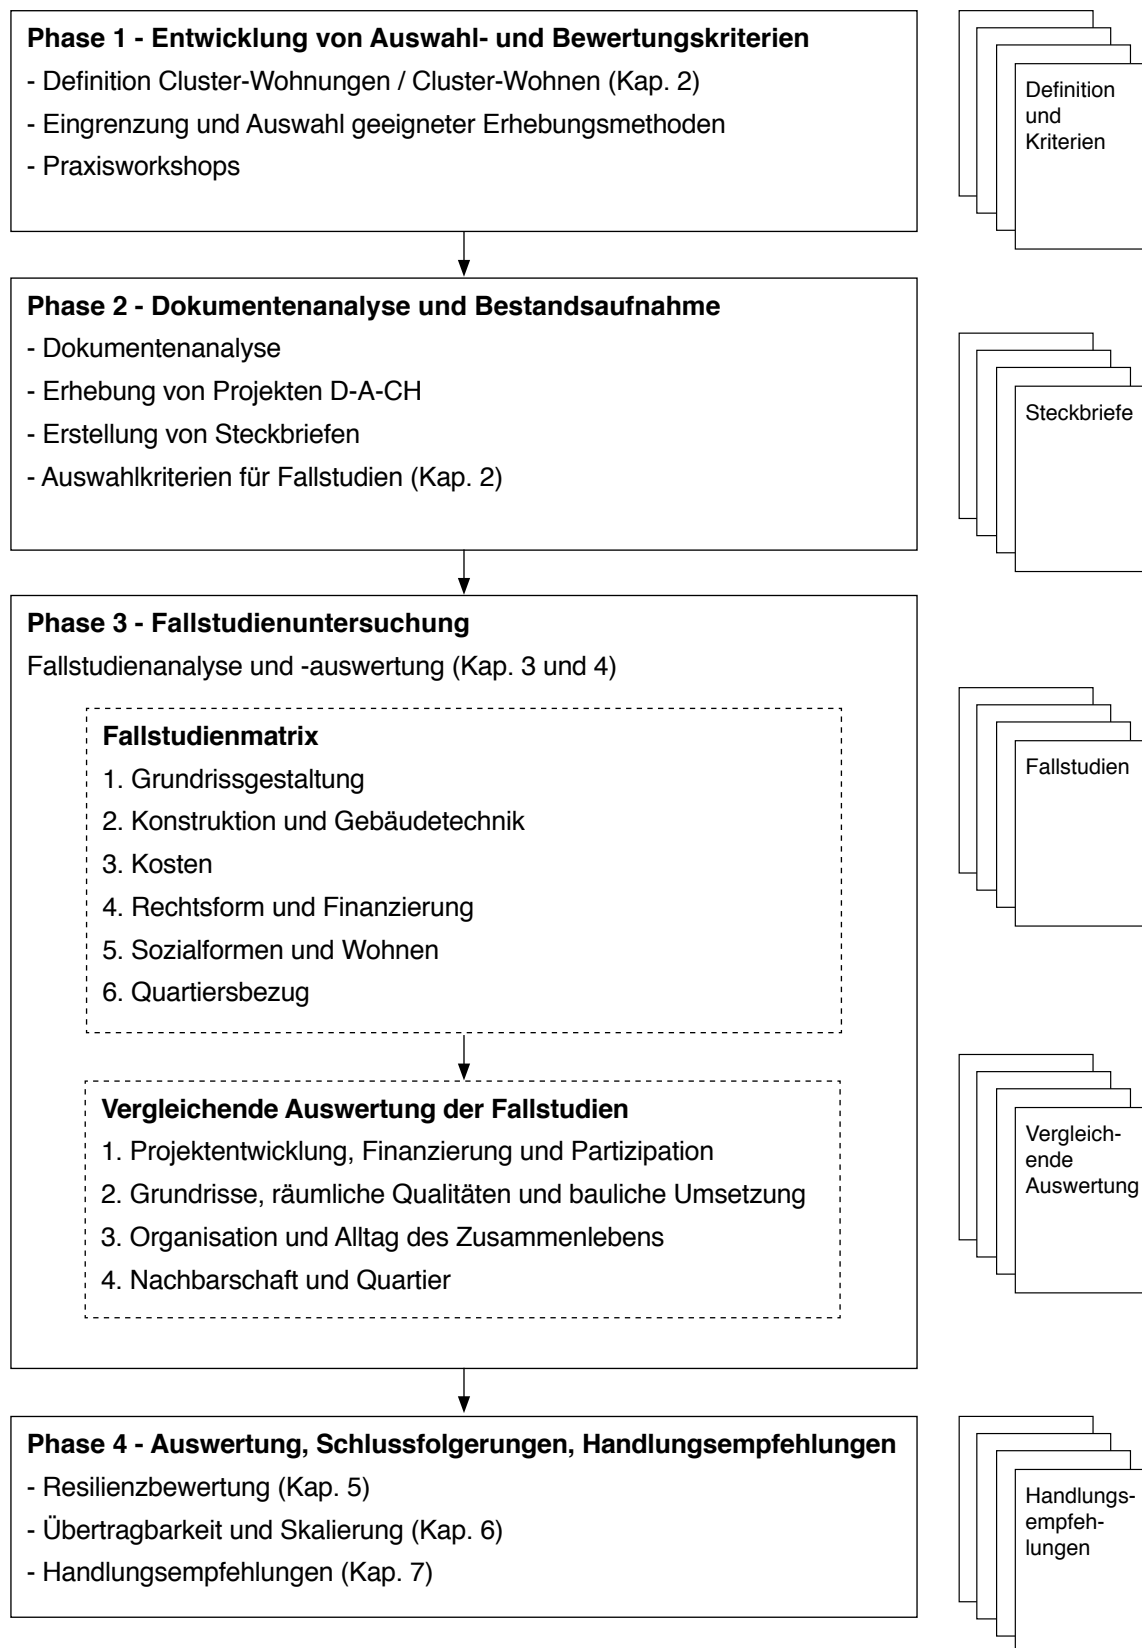 Phase 1 - Entwicklung von Auswahl- und Bewertungskriterien
- Definition Cluster-Wohnungen / Cluster-Wohnen (Kap. 2)
- Eingrenzung und Auswahl geeigneter Erhebungsmethoden
- Praxisworkshops
Definition
und
Kriterien
Phase 2 - Dokumentenanalyse und Bestandsaufnahme
- Dokumentenanalyse
- Erhebung von Projekten D-A-CH
- Erstellung von Steckbriefen
- Auswahlkriterien für Fallstudien (Kap. 2)
Steckbriefe
Phase 3 - Fallstudienuntersuchung
Fallstudienanalyse und -auswertung (Kap. 3 und 4)
Fallstudienmatrix
1. Grundrissgestaltung
2. Konstruktion und Gebäudetechnik
3. Kosten
4. Rechtsform und Finanzierung
5. Sozialformen und Wohnen
6. Quartiersbezug
Fallstudien
Vergleichende Auswertung der Fallstudien
1. Projektentwicklung, Finanzierung und Partizipation
2. Grundrisse, räumliche Qualitäten und bauliche Umsetzung
3. Organisation und Alltag des Zusammenlebens
4. Nachbarschaft und Quartier
Vergleich-
ende
Auswertung
Phase 4 - Auswertung, Schlussfolgerungen, Handlungsempfehlungen
- Resilienzbewertung (Kap. 5)
- Übertragbarkeit und Skalierung (Kap. 6)
- Handlungsempfehlungen (Kap. 7)
Handlungs-
empfeh-
lungen